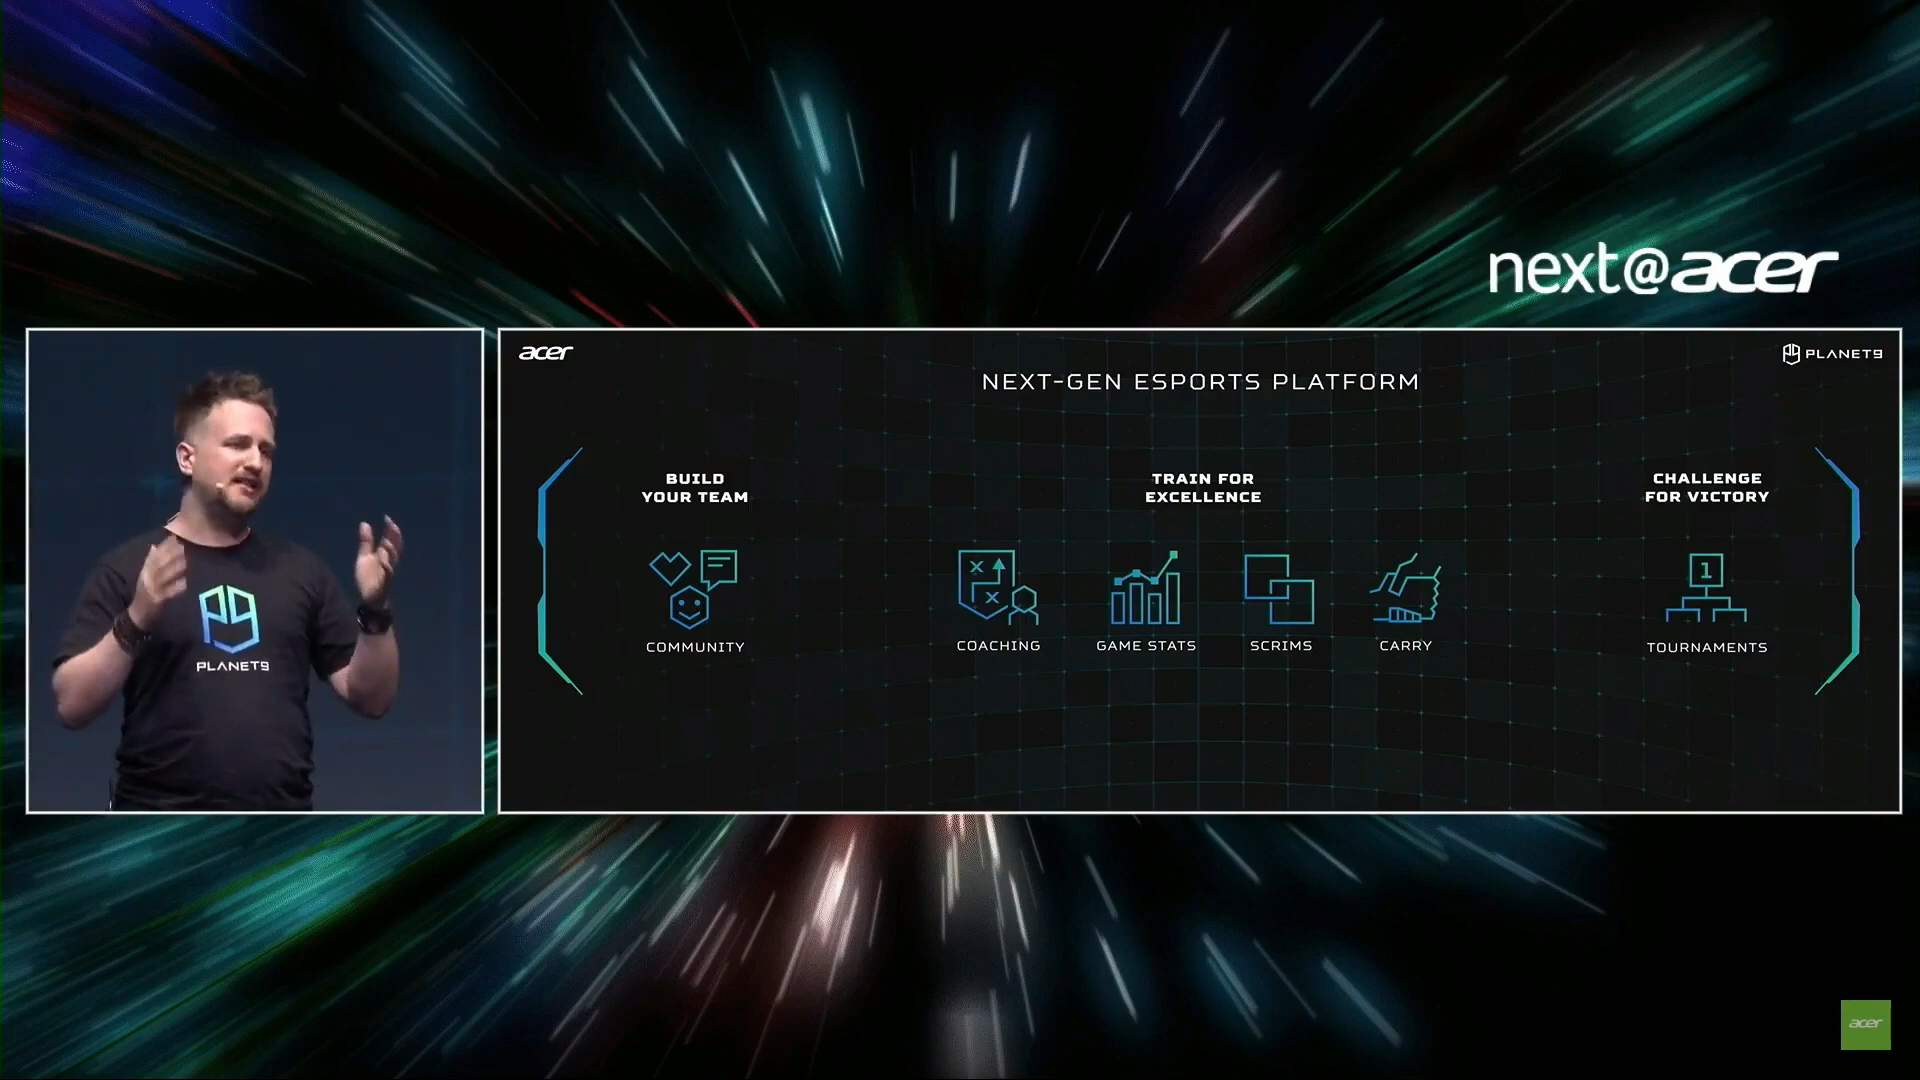 next@acer
acer
PLANET9
NEXT-GEN ESPORTS PLATFORM
BUILD
YOUR TEAM
TRAIN FOR
EXCELLENCE
CHALLENGE
FOR VICTORY
X
X
1
COMMUNITY
COACHING
GAME STATS
SCRIMS
CARRY
TOURNAMENTS
P9
PLANET9
acer